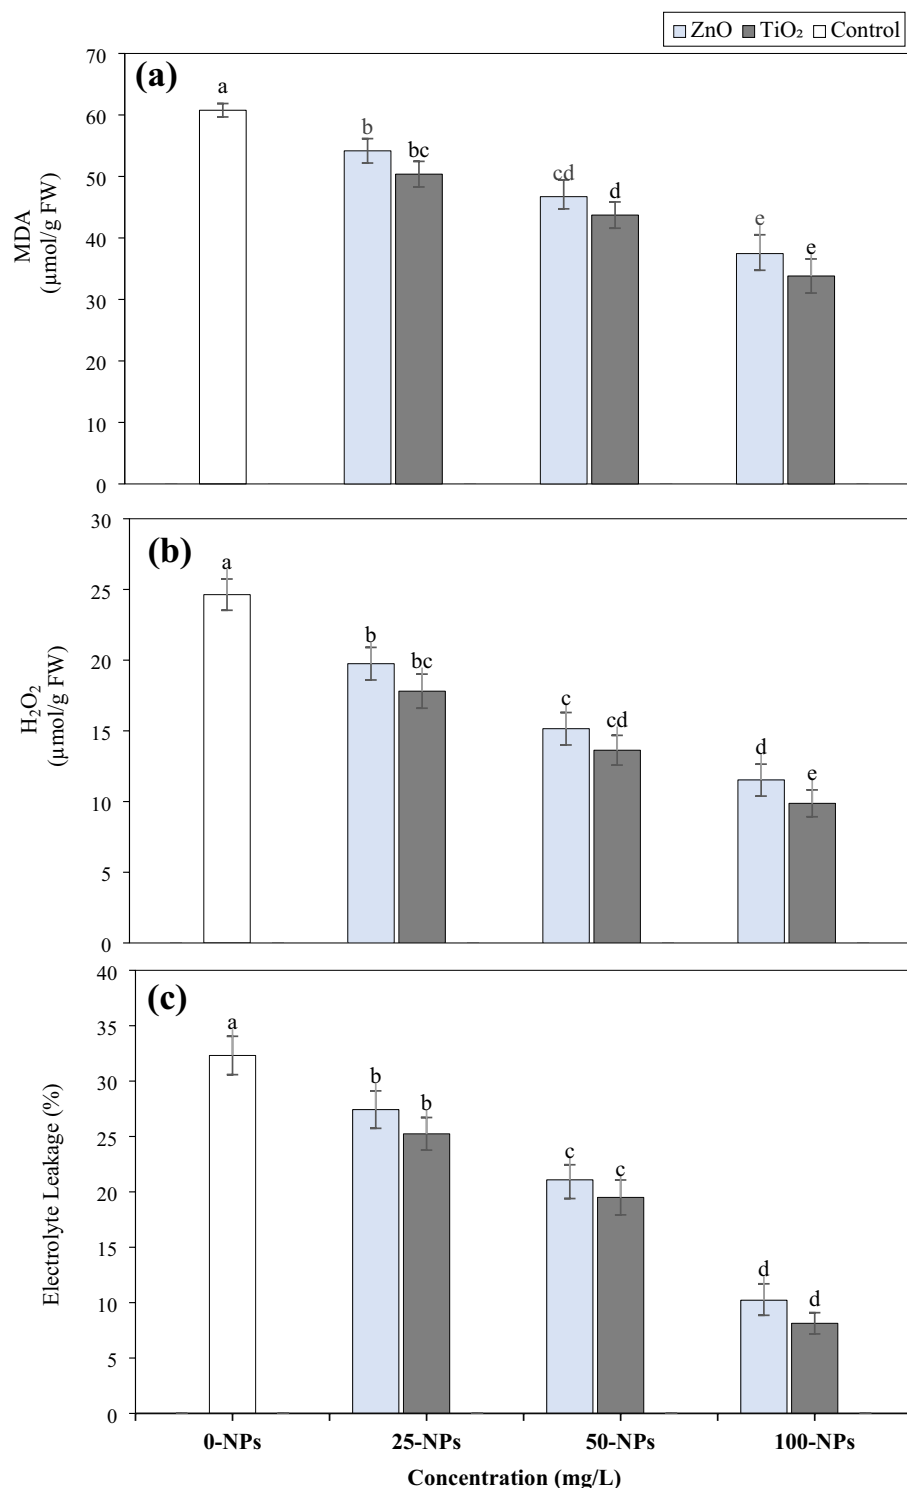 ZnO TiO₂ Control
(a)
MDA
(µmol/g FW)
70
60
50
40
30
20
10
0
a
b
bc
cd
d
e
e
(b)
H₂O₂
(µmol/g FW)
30
25
20
15
10
5
0
a
b
bc
c
cd
d
e
(c)
Electrolyte Leakage (%)
40
35
30
25
20
15
10
5
0
a
b
b
c
c
d
d
0-NPs 25-NPs 50-NPs 100-NPs
Concentration (mg/L)